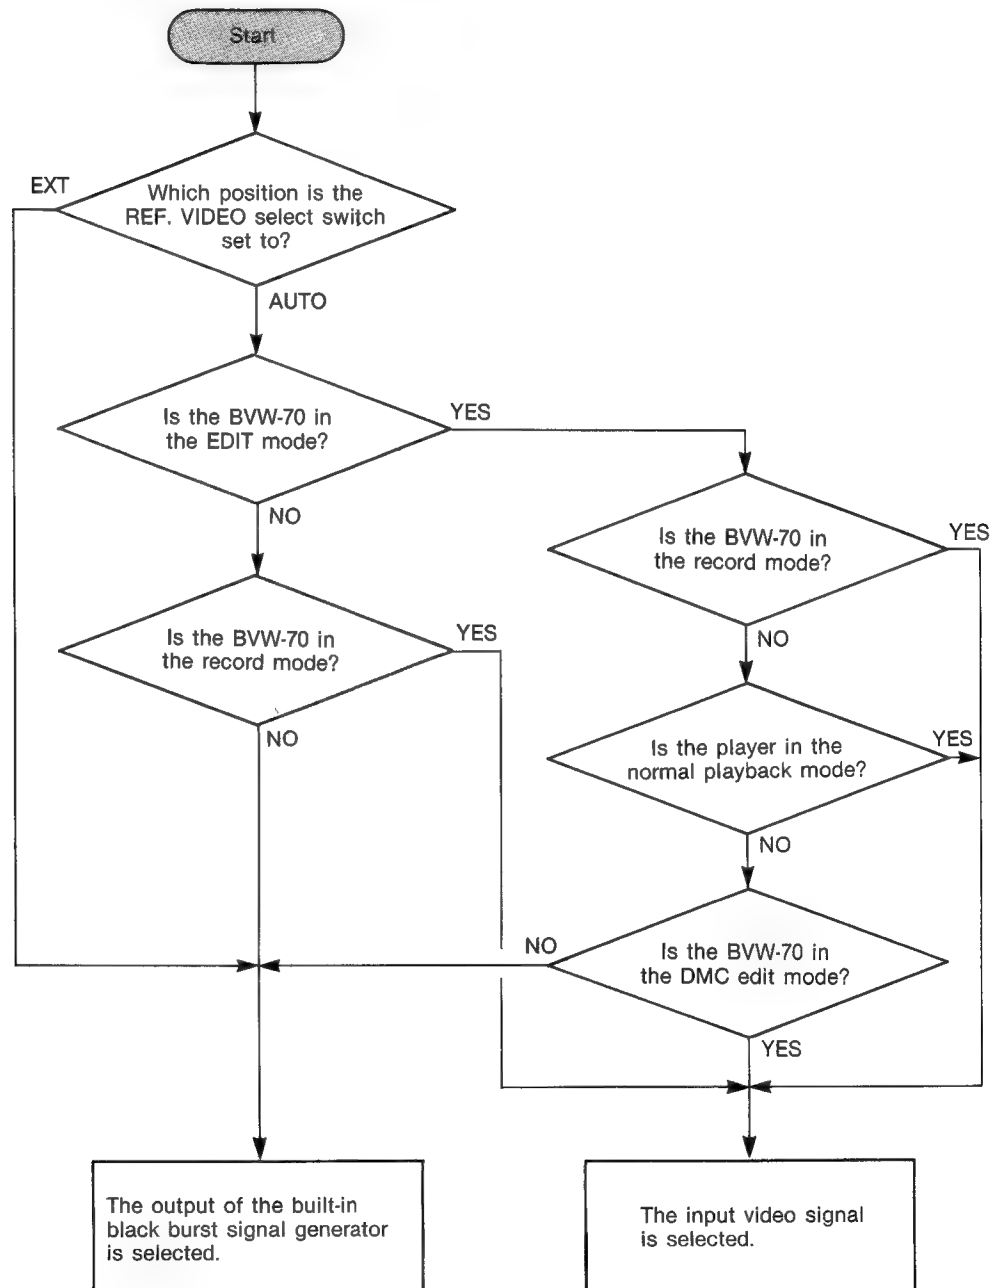 Start
Which position is the
REF. VIDEO select switch
set to?
EXT
AUTO
Is the BVW-70 in
the EDIT mode?
YES
NO
Is the BVW-70 in
the record mode?
YES
NO
Is the BVW-70 in
the record mode?
YES
NO
Is the player in the
normal playback mode?
YES
NO
Is the BVW-70 in
the DMC edit mode?
NO
YES
The output of the built-in
black burst signal generator
is selected.
The input video signal
is selected.